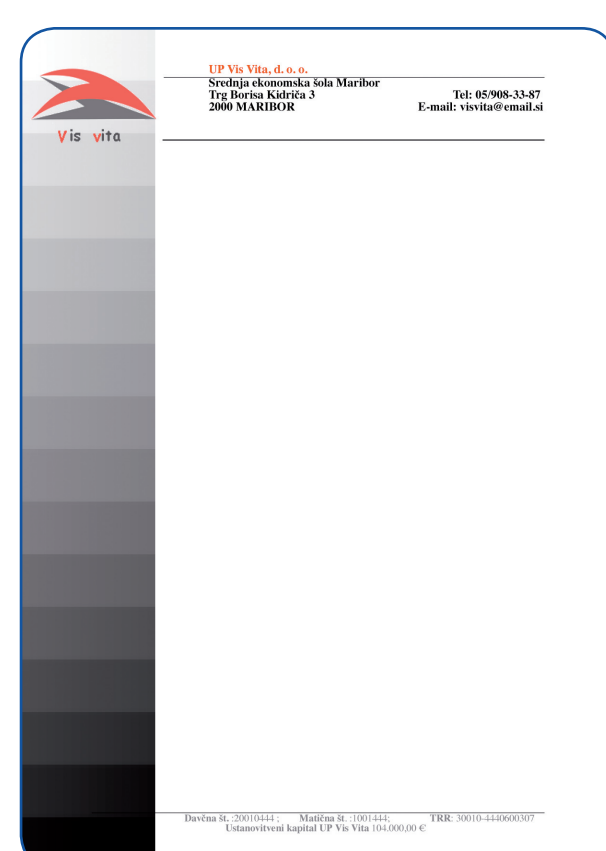 UP Vis Vita, d. o. o.
Srednja ekonomska šola Maribor
Trg Borisa Kidriča 3 Tel: 05/908-33-87
2000 MARIBOR E-mail: visvita@email.si
Vis vita
Davčna št. :20010444 ; Matična št. :1001444; TRR: 30010-4440600307
Ustanovitveni kapital UP Vis Vita 104.000,00 €